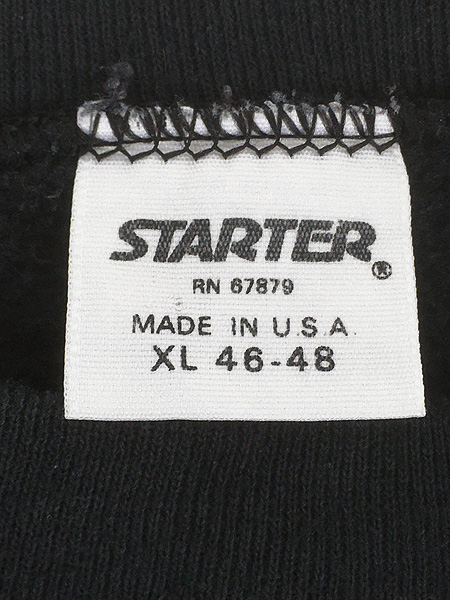 STARTER®
RN 67879
MADE IN U.S.A.
XL 46-48